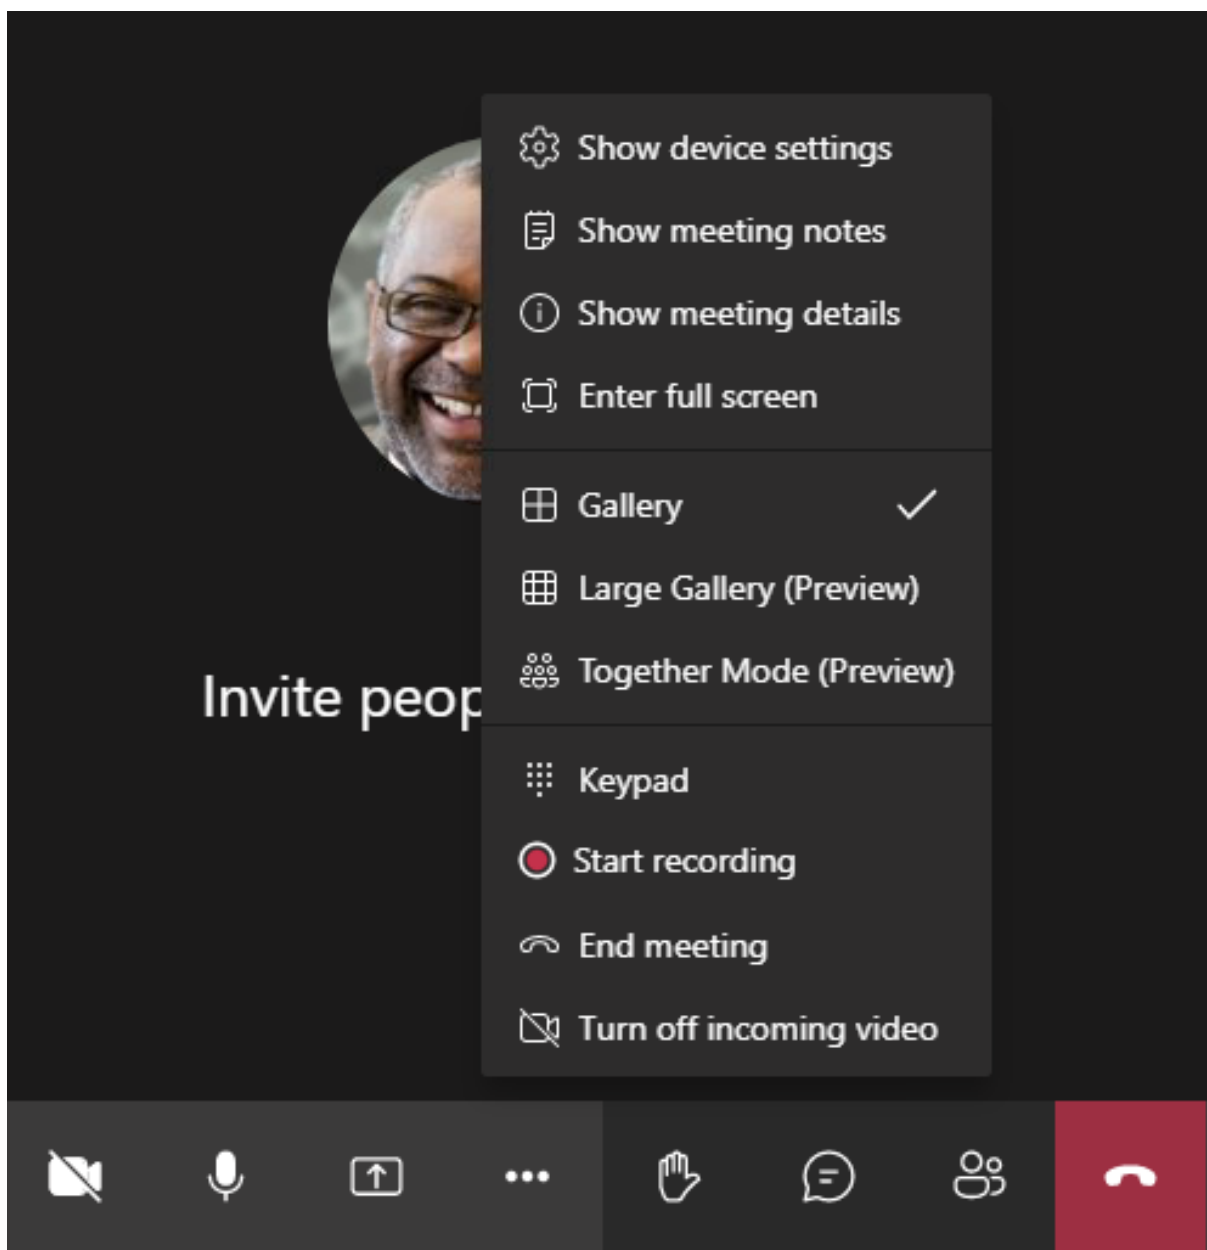 Show device settings
Show meeting notes
Show meeting details
Enter full screen
Gallery
Large Gallery (Preview)
Together Mode (Preview)
Invite
Keypad
Start recording
End meeting
Turn off incoming video